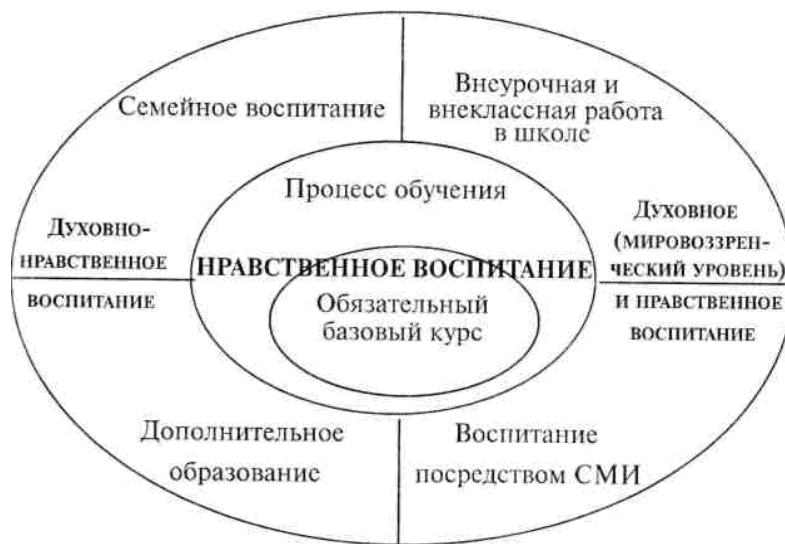 Семейное воспитание
Внеурочная и
внеклассная работа
в школе
Процесс обучения
Духовно-
нравственное
воспитание
НРАВСТВЕННОЕ ВОСПИТАНИЕ
Духовное
(мировоззрен-
ческий уровень)
и нравственное
воспитание
Обязательный
базовый курс
Дополнительное
образование
Воспитание
посредством СМИ